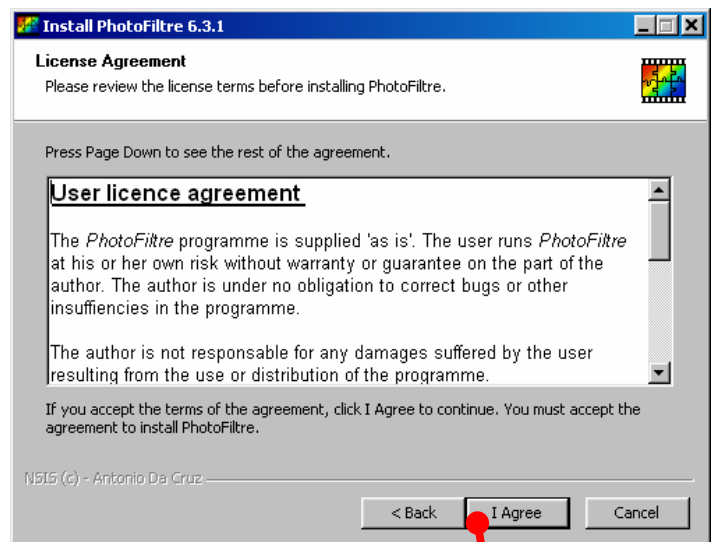 Install PhotoFiltre 6.3.1
License Agreement
Please review the license terms before installing PhotoFiltre.
Press Page Down to see the rest of the agreement.
User licence agreement
The PhotoFiltre programme is supplied 'as is'. The user runs PhotoFiltre
at his or her own risk without warranty or guarantee on the part of the
author. The author is under no obligation to correct bugs or other
insuffiencies in the programme.
The author is not responsable for any damages suffered by the user
resulting from the use or distribution of the programme.
If you accept the terms of the agreement, click I Agree to continue. You must accept the
agreement to install PhotoFiltre.
NSIS (c) - Antonio Da Cruz
< Back I Agree Cancel